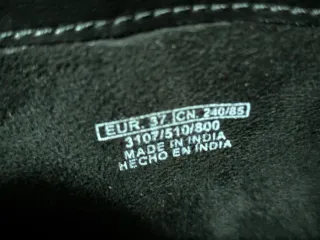 EUR. 37 CN. 240/85
3107/510/800
MADE IN INDIA
HECHO EN INDIA